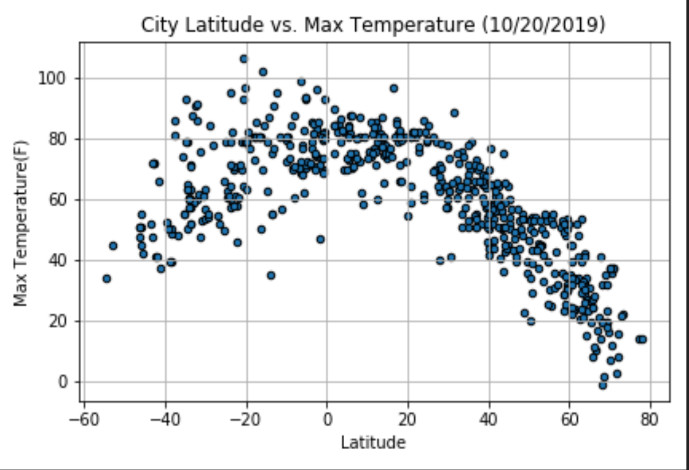 City Latitude vs. Max Temperature (10/20/2019)
Max Temperature(F)
100
80
60
40
20
0
−60 −40 −20 0 20 40 60 80
Latitude